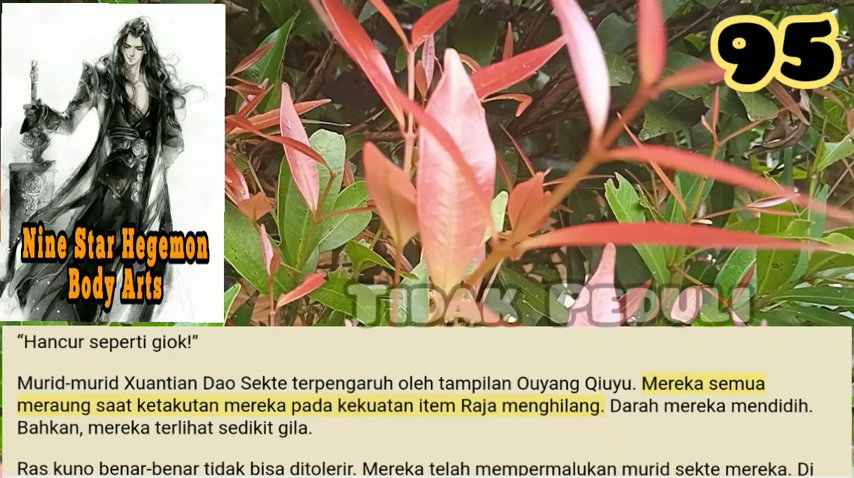 95
Nine Star Hegemon
Body Arts
Tidak Peduli
“Hancur seperti giok!”
Murid-murid Xuantian Dao Sekte terpengaruh oleh tampilan Ouyang Qiuyu. Mereka semua
meraung saat ketakutan mereka pada kekuatan item Raja menghilang. Darah mereka mendidih.
Bahkan, mereka terlihat sedikit gila.
Ras kuno benar-benar tidak bisa ditolerir. Mereka telah mempermalukan murid sekte mereka. Di